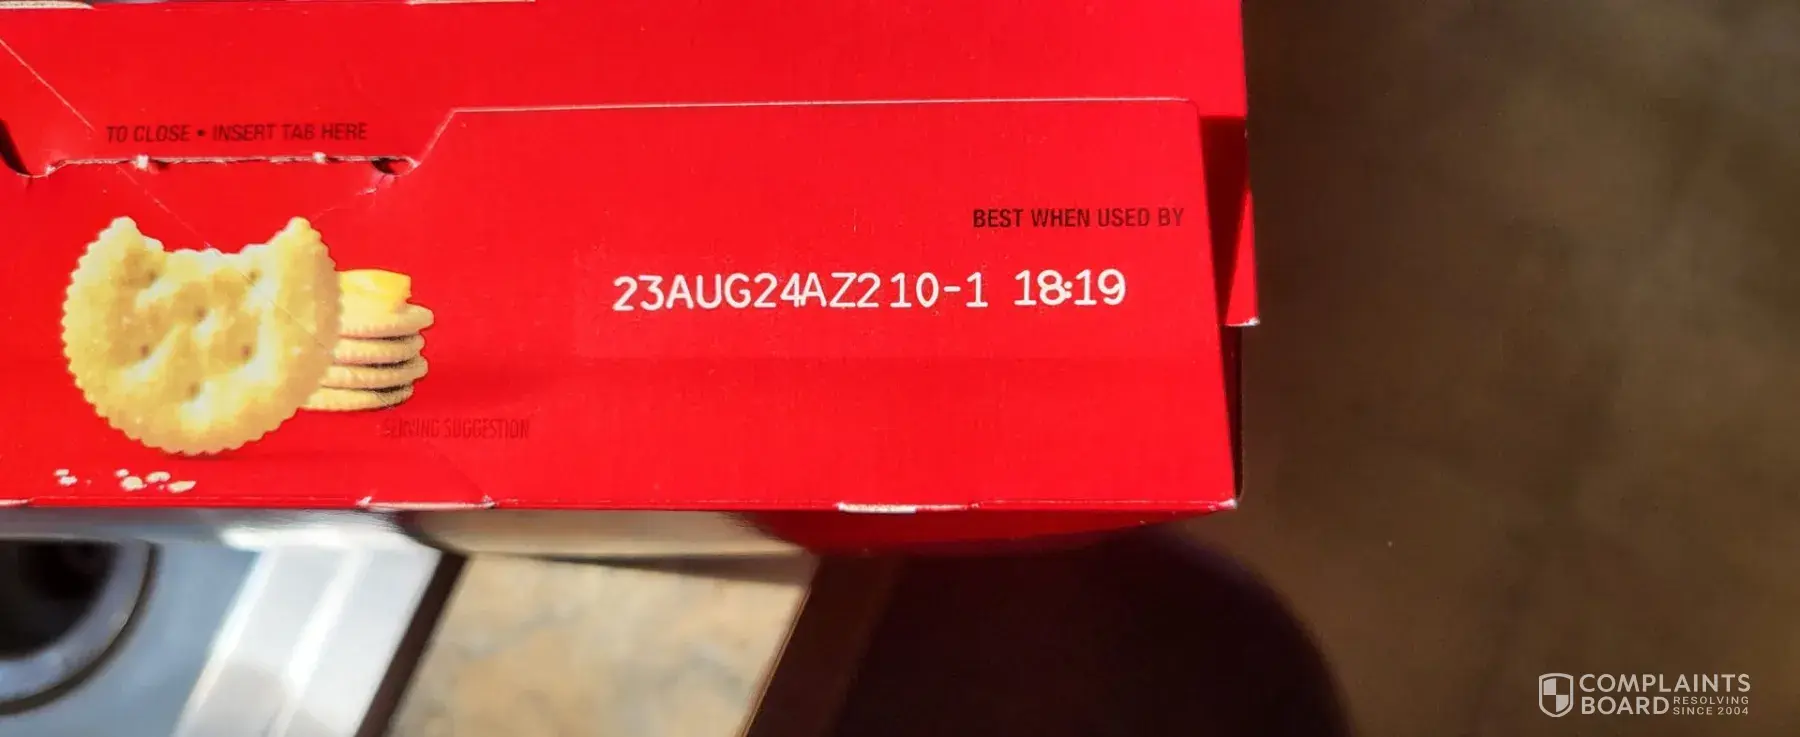 TO CLOSE • INSERT TAB HERE
BEST WHEN USED BY
23AUG24AZ210-1 18:19
SERVING SUGGESTION
COMPLAINTS
BOARD RESOLVING
SINCE 2004